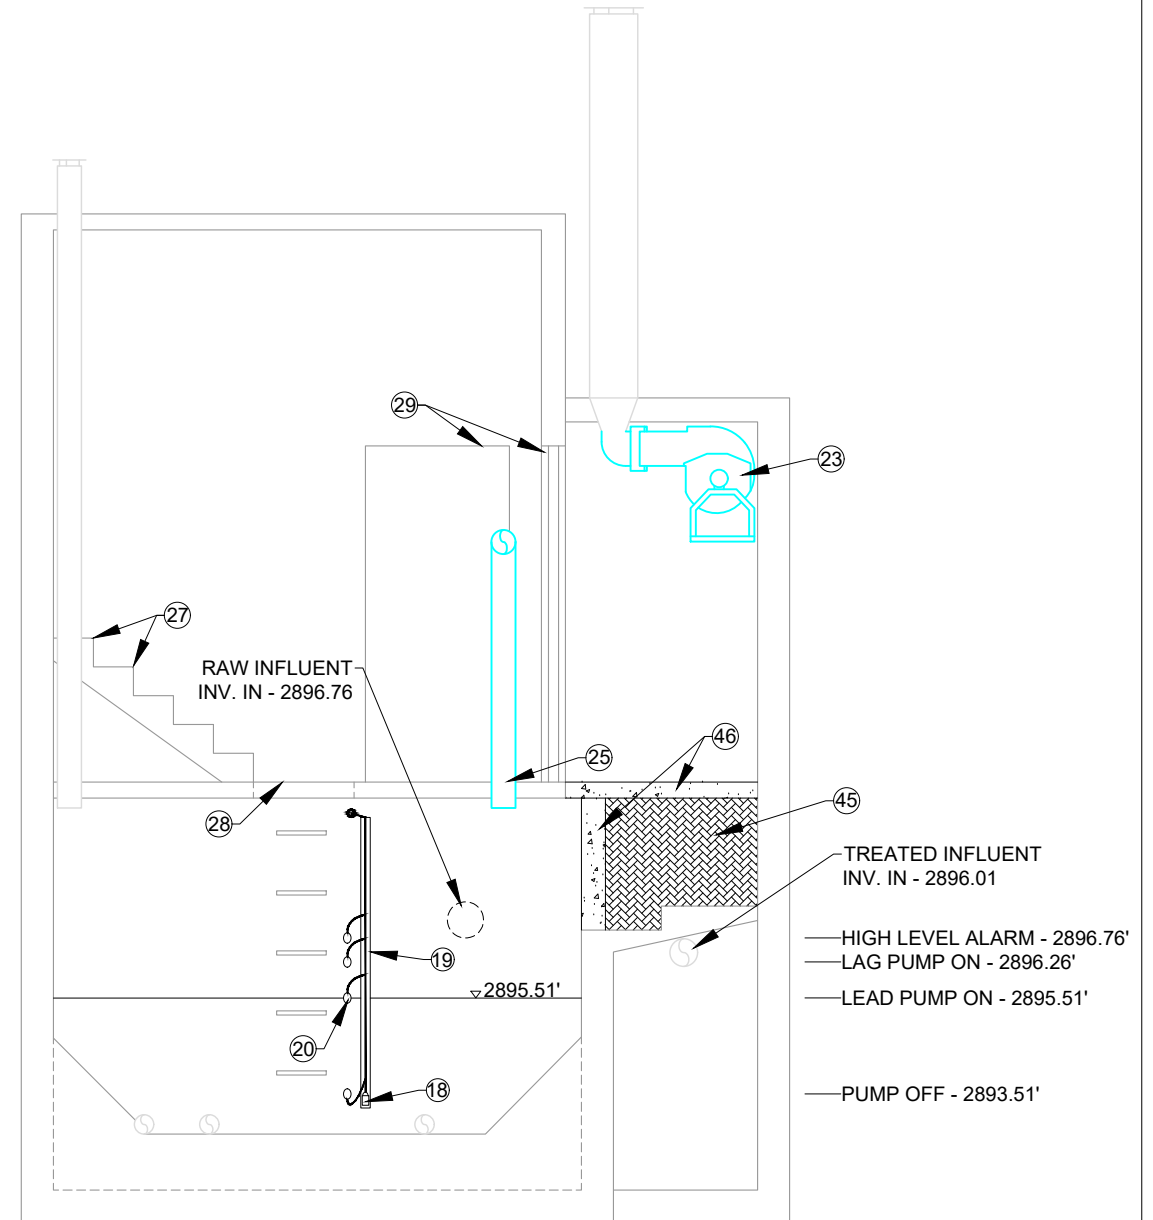 29
23
27
RAW INFLUENT
INV. IN - 2896.76
46
25
45
28
TREATED INFLUENT
INV. IN - 2896.01
HIGH LEVEL ALARM - 2896.76'
19
LAG PUMP ON - 2896.26'
2895.51'
LEAD PUMP ON - 2895.51'
20
18
PUMP OFF - 2893.51'